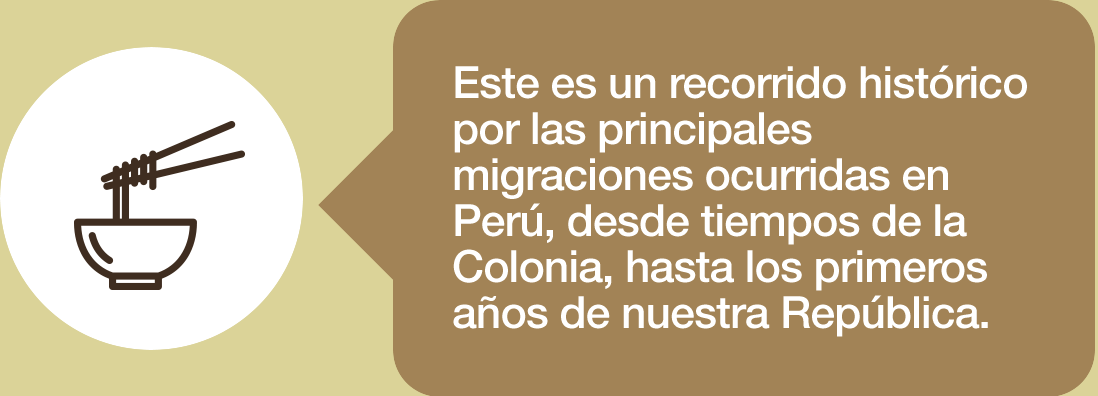 Este es un recorrido histórico
por las principales
migraciones ocurridas en
Perú, desde tiempos de la
Colonia, hasta los primeros
años de nuestra República.